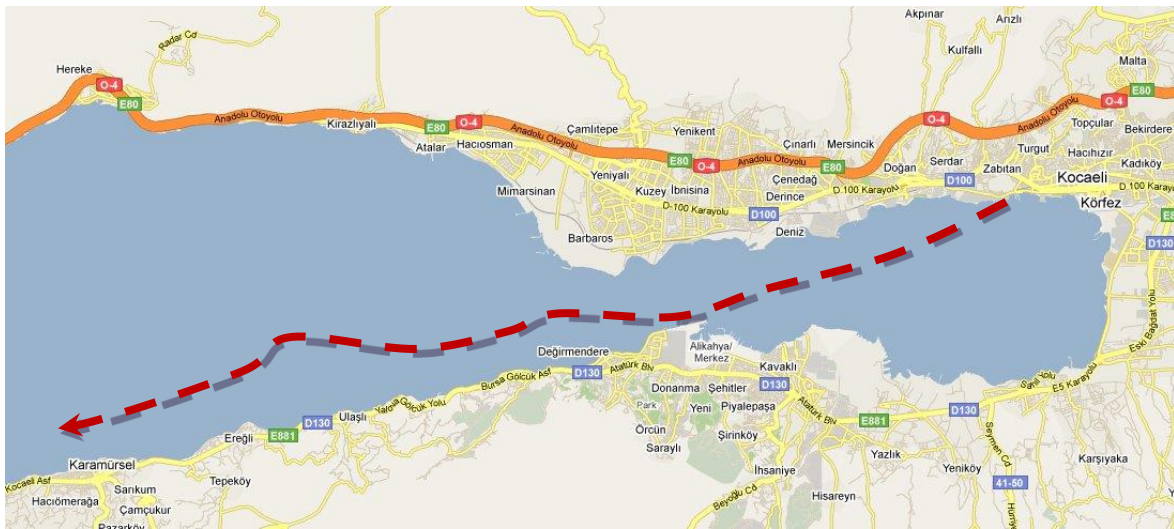 Akpınar
Arızlı
Radar Cd
Kulfallı
Malta
Hereke
O-4
E80
E80
O-4
Anadolu Otoyolu
Kirazlıyalı
E80
O-4
Anadolu Otoyolu
Çamlıtepe
Yenikent
Çınarlı
Mersincik
O-4
Anadolu Otoyolu
Topçular
Bekirdere
Atalar
Hacıosman
E80
O-4
Anadolu Otoyolu
E80
Doğan
Serdar
Zabıtan
Turgut
Hacıhızır
Kadıköy
Mimarsinan
Yeniyalı
Kuzey
İbnisina
Çenedağ
Derince
D.100 Karayolu
D100
Kocaeli
D.100 Karayolu
D-100 Karayolu
D100
Körfez
Barbaros
Deniz
D130
Eski Bağdat Yolu
Değirmendere
Alikahya/
Merkez
Kavaklı
Bursa Gölcük Asf
D130
Atatürk Blv
Donanma
Şehitler
D130
E5 Karayolu
Yalova Gölcük Yolu
Park
Yeni
Piyalepaşa
Atatürk Blv
E881
D130
Ulaşlı
D130
E881
Ereğli
Örcün
Şirinköy
Saraylı
Seymen Cd
Karşıyaka
Karamürsel
Yazlık
Yeniköy
Kocaeli Asf
Tepeköy
İhsaniye
Sarıkum
Hacıömerağa
Çamçukur
Beyoğlu Cd
Hisareyn
41-50
Pazarköy